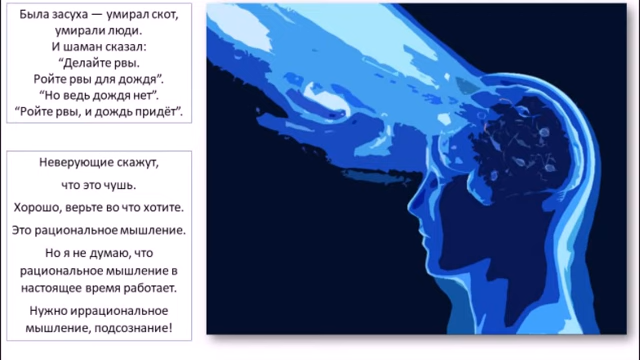 Была засуха — умирал скот,
умирали люди.
И шаман сказал:
“Делайте рвы.
Ройте рвы для дождя”.
“Но ведь дождя нет”.
“Ройте рвы, и дождь придёт”.
Неверующие скажут,
что это чушь.
Хорошо, верьте во что хотите.
Это рациональное мышление.
Но я не думаю, что
рациональное мышление в
настоящее время работает.
Нужно иррациональное
мышление, подсознание!